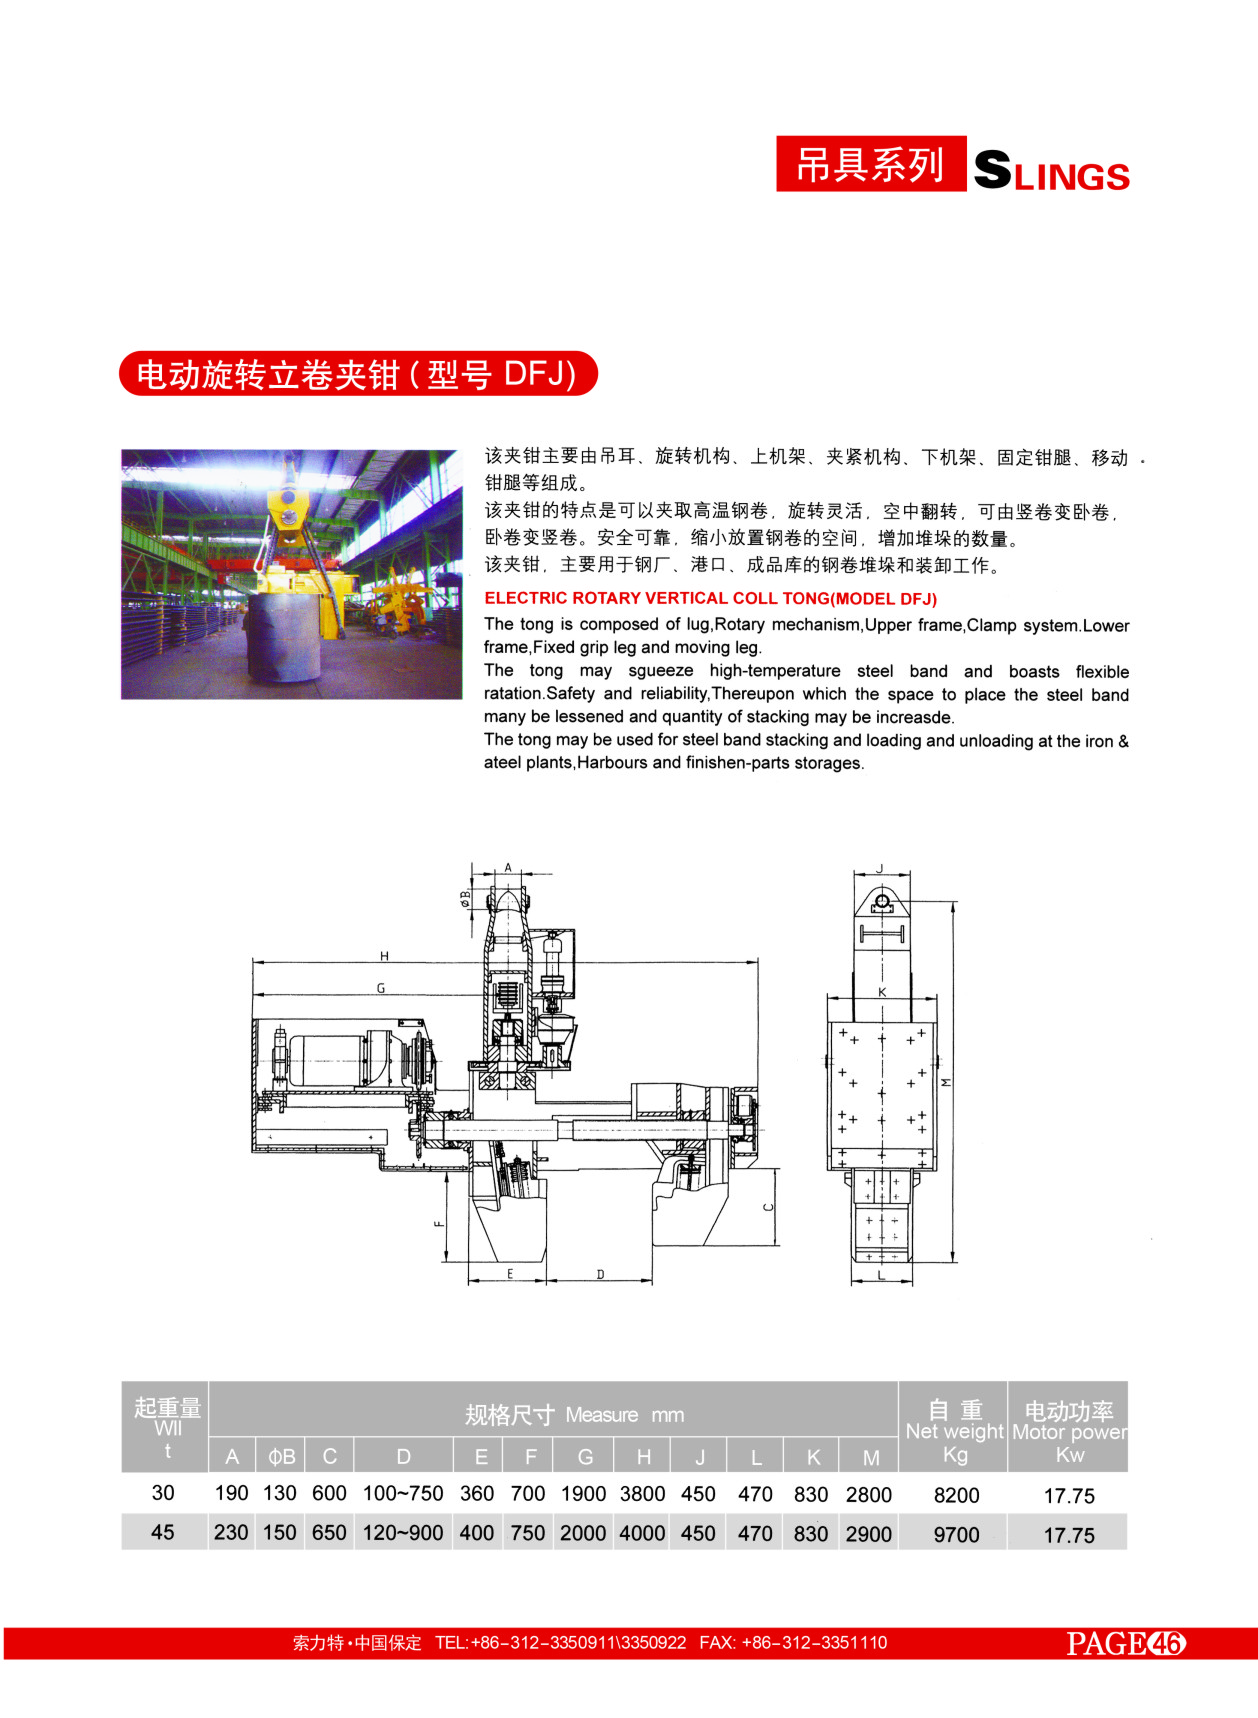 吊具系列 SLINGS
电动旋转立卷夹钳(型号 DFJ)
该夹钳主要由吊耳、旋转机构、上机架、夹紧机构、下机架、固定钳腿、移动
钳腿等组成。
该夹钳的特点是可以夹取高温钢卷，旋转灵活，空中翻转，可由竖卷变卧卷，
卧卷变竖卷。安全可靠，缩小放置钢卷的空间，增加堆垛的数量。
该夹钳，主要用于钢厂、港口、成品库的钢卷堆垛和装卸工作。
ELECTRIC ROTARY VERTICAL COLL TONG(MODEL DFJ)
The tong is composed of lug,Rotary mechanism,Upper frame,Clamp system.Lower
frame,Fixed grip leg and moving leg.
The tong may sgueeze high-temperature steel band and boasts flexible
ratation.Safety and reliability,Thereupon which the space to place the steel band
many be lessened and quantity of stacking may be increasde.
The tong may be used for steel band stacking and loading and unloading at the iron &
ateel plants,Harbours and finishen-parts storages.
A
J
ϕB
H
G
K
M
C
F
E
D
L
起重量 规格尺寸 Measure mm 自 重 电动功率
Wll Net weight Motor power
t A ϕB C D E F G H J L K M Kg Kw
30 190 130 600 100~750 360 700 1900 3800 450 470 830 2800 8200 17.75
45 230 150 650 120~900 400 750 2000 4000 450 470 830 2900 9700 17.75
索力特·中国保定 TEL:+86-312-3350911\3350922 FAX: +86-312-3351110 PAGE 46